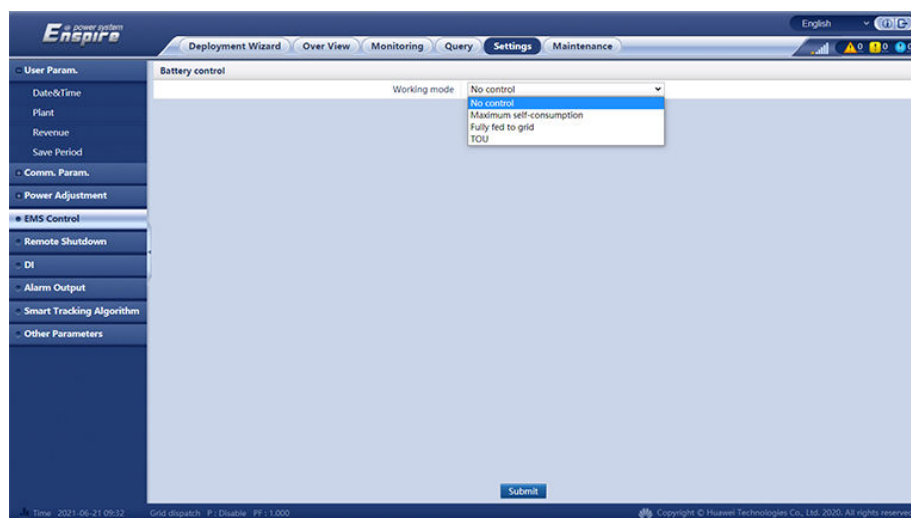 e power system
Enspire
English
Deployment Wizard Over View Monitoring Query Settings Maintenance
0 0
User Param.
Date&Time
Plant
Revenue
Save Period
Comm. Param.
Power Adjustment
EMS Control
Remote Shutdown
DI
Alarm Output
Smart Tracking Algorithm
Other Parameters
Battery control
Working mode No control
No control
Maximum self-consumption
Fully fed to grid
TOU
Submit
Time 2021-06-21 09:32 Grid dispatch P : Disable PF : 1.000 Copyright © Huawei Technologies Co., Ltd. 2020. All rights reserved